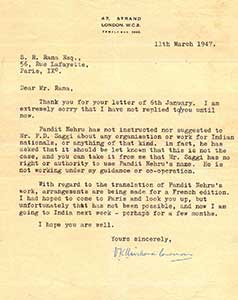 47, STRAND
LONDON, W.C.2.
11th March 1947.
S. R. Rana Esq.,
56, Rue Lafayette,
Paris, IXe.
Dear Mr. Rana,
Thank you for your letter of 6th January. I am
extremely sorry that I have not replied to you until
now.
Pandit Nehru has not instructed nor suggested to
Mr. P.D. Saggi about any organisation or work for Indian
nationals, or anything of that kind. in fact, he has
asked that it should be let known that this is not the
case, and you can take it from me that Mr. Saggi has no
right or authority to use Pandit Nehru's name. He is not
working under my guidance or co-operation.
With regard to the translation of Pandit Nehru's
work, arrangements are being made for a French edition.
I had hoped to come to Paris and look you up, but
unfortunately that has not been possible, and now I am
going to India next week - perhaps for a few months.
I hope you are well.
Yours sincerely,